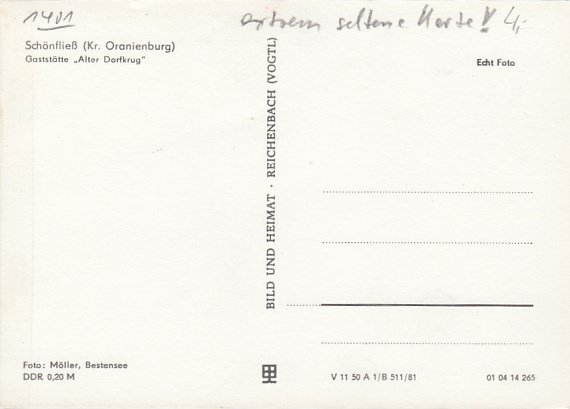 1401
extrem seltene Karte! 4,-
Schönfließ (Kr. Oranienburg)
Gaststätte „Alter Dorfkrug"
Echt Foto
BILD UND HEIMAT · REICHENBACH (VOGTL)
Foto: Möller, Bestensee
DDR 0,20 M
V 11 50 A 1/B 511/81
01 04 14 265